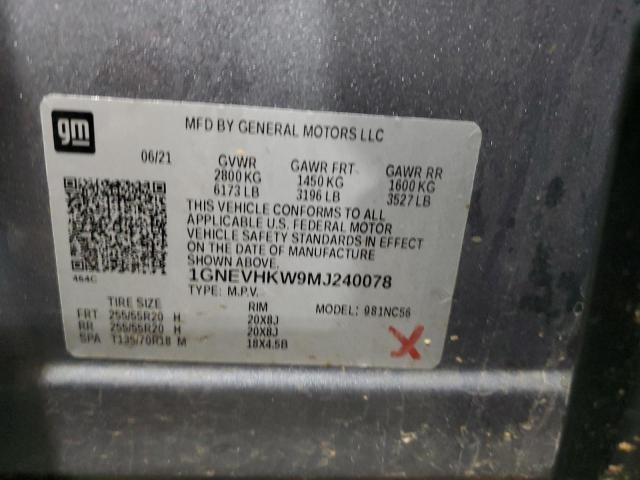 gm
MFD BY GENERAL MOTORS LLC
06/21 GVWR GAWR FRT GAWR RR
2800 KG 1450 KG 1600 KG
6173 LB 3196 LB 3527 LB
THIS VEHICLE CONFORMS TO ALL
APPLICABLE U.S. FEDERAL MOTOR
VEHICLE SAFETY STANDARDS IN EFFECT
ON THE DATE OF MANUFACTURE
SHOWN ABOVE.
464C
1GNEVHKW9MJ240078
TYPE: M.P.V.
TIRE SIZE RIM MODEL: 981NC56
FRT 255/55R20 H 20X8J
RR 255/55R20 H 20X8J
SPA T135/70R18 M 18X4.5B
X